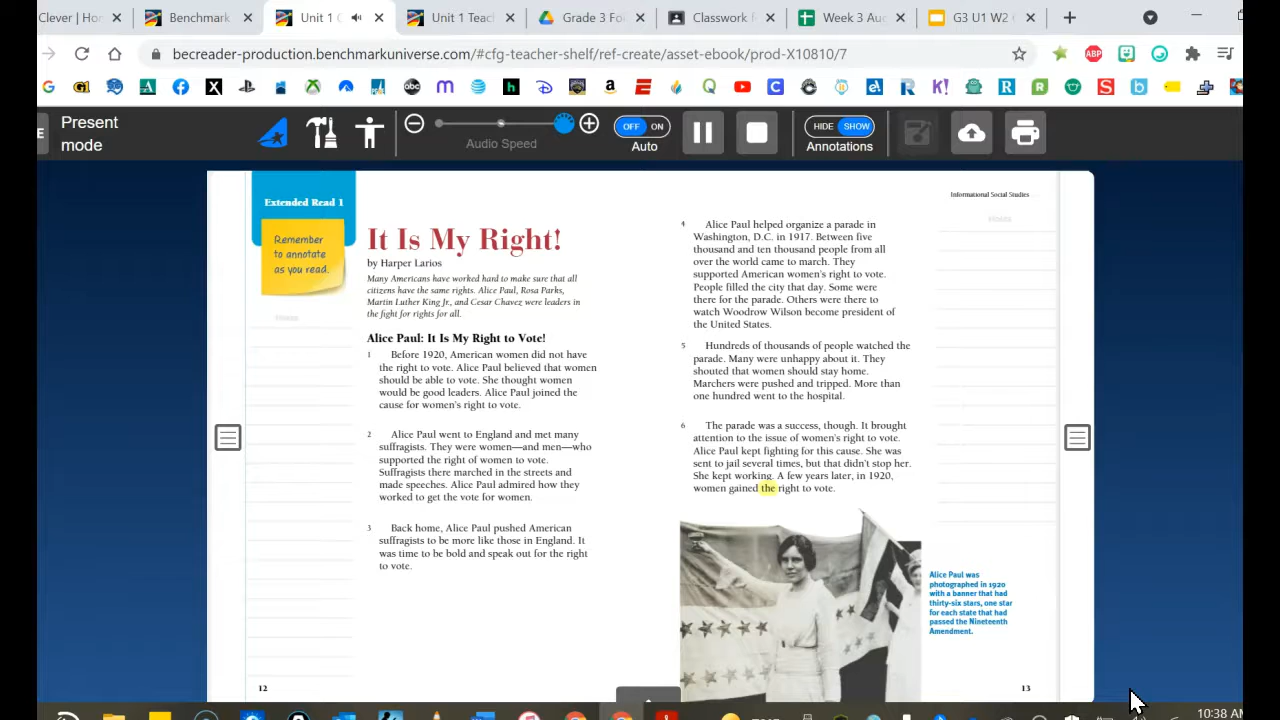 Clever | Ho
Benchmark
Unit 1 C
Unit 1 Teac
Grade 3 Fo
Classwork f
Week 3 Aug
G3 U1 W2
becreader-production.benchmarkuniverse.com/#cfg-teacher-shelf/ref-create/asset-ebook/prod-X10810/7
Present
mode
Audio Speed
OFF ON
Auto
HIDE SHOW
Annotations
Extended Read 1
Remember
to annotate
as you read.
It Is My Right!
by Harper Larios
Many Americans have worked hard to make sure that all
citizens have the same rights. Alice Paul, Rosa Parks,
Martin Luther King Jr., and Cesar Chavez were leaders in
the fight for rights for all.
Alice Paul: It Is My Right to Vote!
1 Before 1920, American women did not have
the right to vote. Alice Paul believed that women
should be able to vote. She thought women
would be good leaders. Alice Paul joined the
cause for women's right to vote.
2 Alice Paul went to England and met many
suffragists. They were women—and men—who
supported the right of women to vote.
Suffragists there marched in the streets and
made speeches. Alice Paul admired how they
worked to get the vote for women.
3 Back home, Alice Paul pushed American
suffragists to be more like those in England. It
was time to be bold and speak out for the right
to vote.
12
Informational Social Studies
4 Alice Paul helped organize a parade in
Washington, D.C. in 1917. Between five
thousand and ten thousand people from all
over the world came to march. They
supported American women's right to vote.
People filled the city that day. Some were
there for the parade. Others were there to
watch Woodrow Wilson become president of
the United States.
5 Hundreds of thousands of people watched the
parade. Many were unhappy about it. They
shouted that women should stay home.
Marchers were pushed and tripped. More than
one hundred went to the hospital.
6 The parade was a success, though. It brought
attention to the issue of women's right to vote.
Alice Paul kept fighting for this cause. She was
sent to jail several times, but that didn't stop her.
She kept working. A few years later, in 1920,
women gained the right to vote.
Alice Paul was
photographed in 1920
with a banner that had
thirty-six stars, one star
for each state that had
passed the Nineteenth
Amendment.
13
10:38 AM